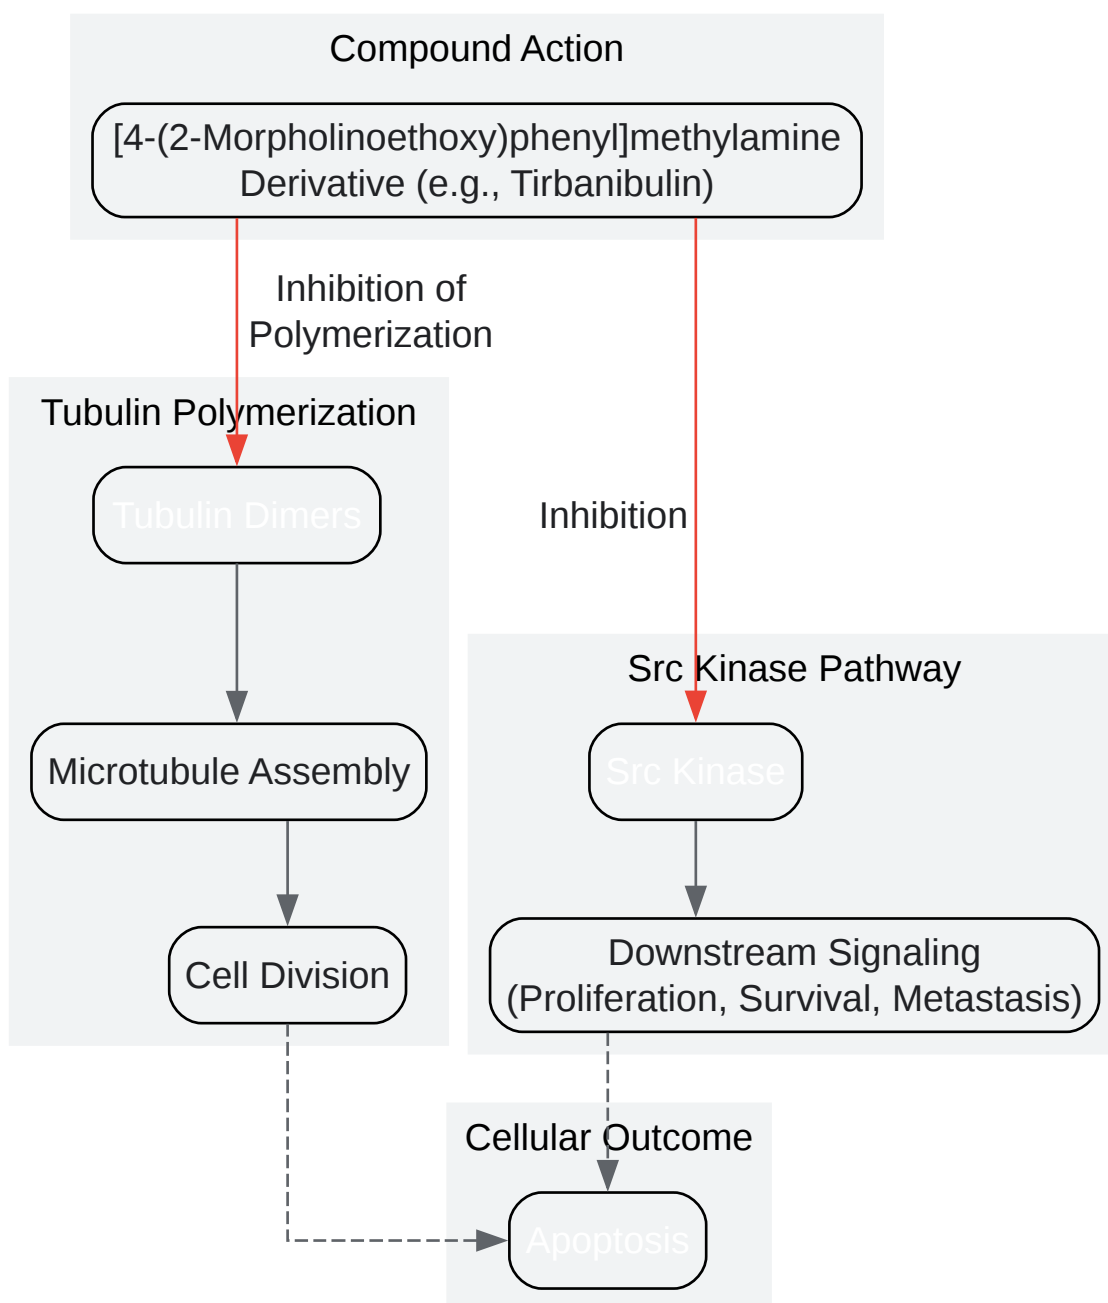 Compound Action
[4-(2-Morpholinoethoxy)phenyl]methylamine
Derivative (e.g., Tirbanibulin)
Inhibition of
Polymerization
Tubulin Polymerization
Tubulin Dimers
Inhibition
Src Kinase Pathway
Microtubule Assembly
Src Kinase
Cell Division
Downstream Signaling
(Proliferation, Survival, Metastasis)
Cellular Outcome
Apoptosis